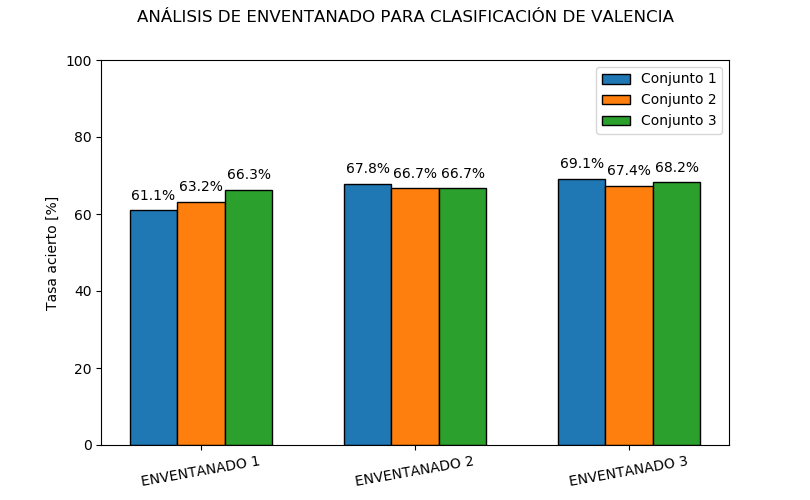 ANÁLISIS DE ENVENTANADO PARA CLASIFICACIÓN DE VALENCIA
Tasa acierto [%]
100
80
60
40
20
0
Conjunto 1
Conjunto 2
Conjunto 3
61.1%
63.2%
66.3%
67.8%
66.7%
66.7%
69.1%
67.4%
68.2%
ENVENTANADO 1
ENVENTANADO 2
ENVENTANADO 3